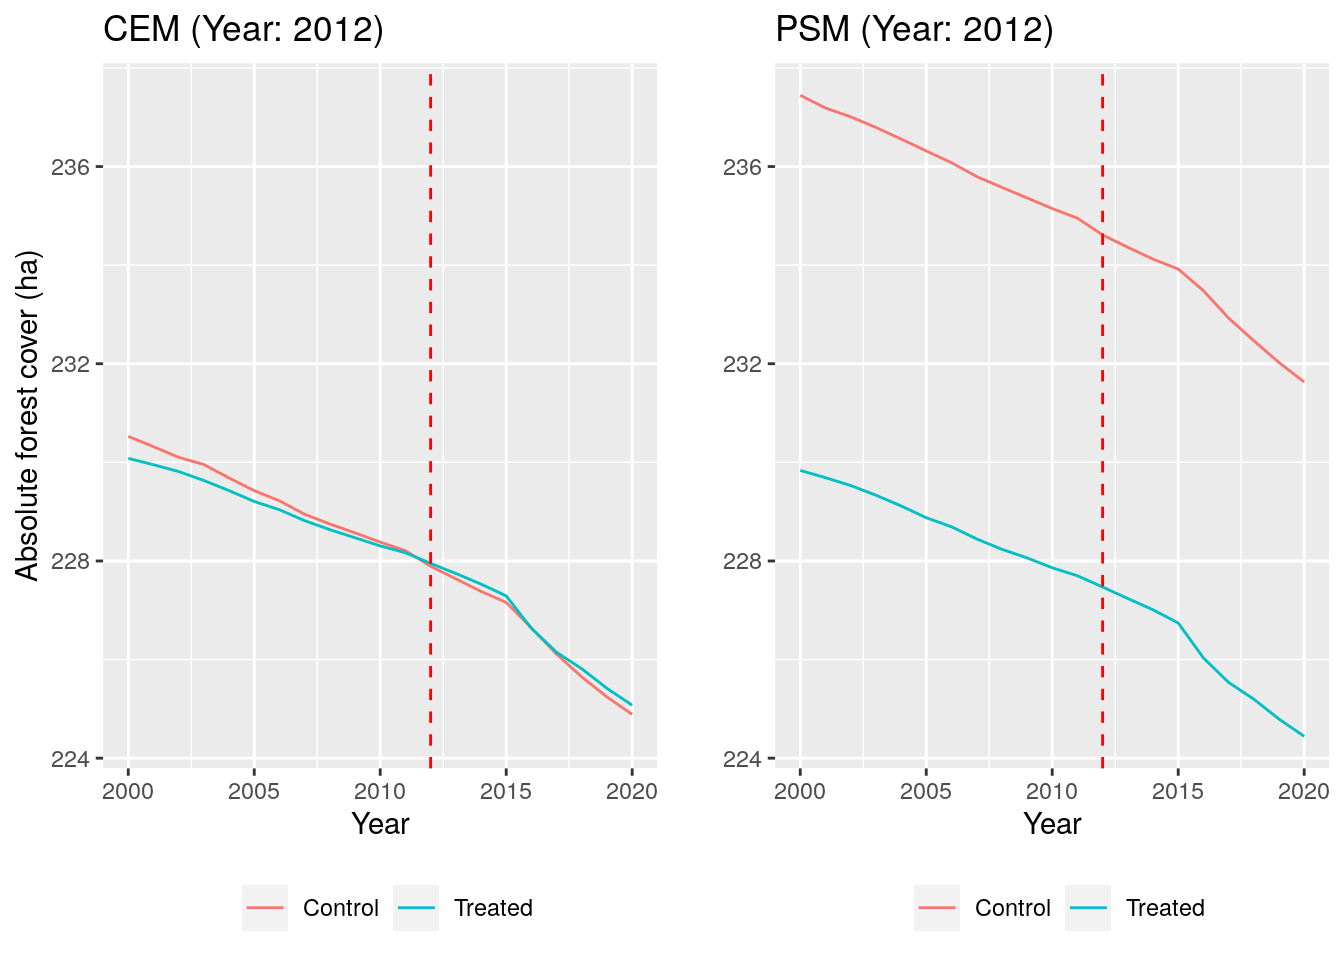 CEM (Year: 2012)
PSM (Year: 2012)
Absolute forest cover (ha)
236
232
228
224
2000 2005 2010 2015 2020
Year
Control Treated
236
232
228
224
2000 2005 2010 2015 2020
Year
Control Treated